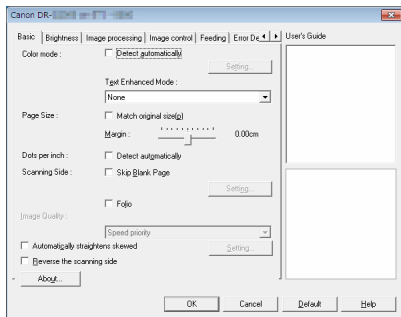 Canon DR-
Basic Brightness Image processing Image control Feeding Error De
User's Guide
Color mode : Detect automatically
Setting...
Text Enhanced Mode :
None
Page Size : Match original size(p)
Margin : 0.00cm
Dots per inch : Detect automatically
Scanning Side : Skip Blank Page
Setting...
Folio
Image Quality :
Speed priority
Automatically straightens skewed Setting...
Reverse the scanning side
About...
OK Cancel Default Help